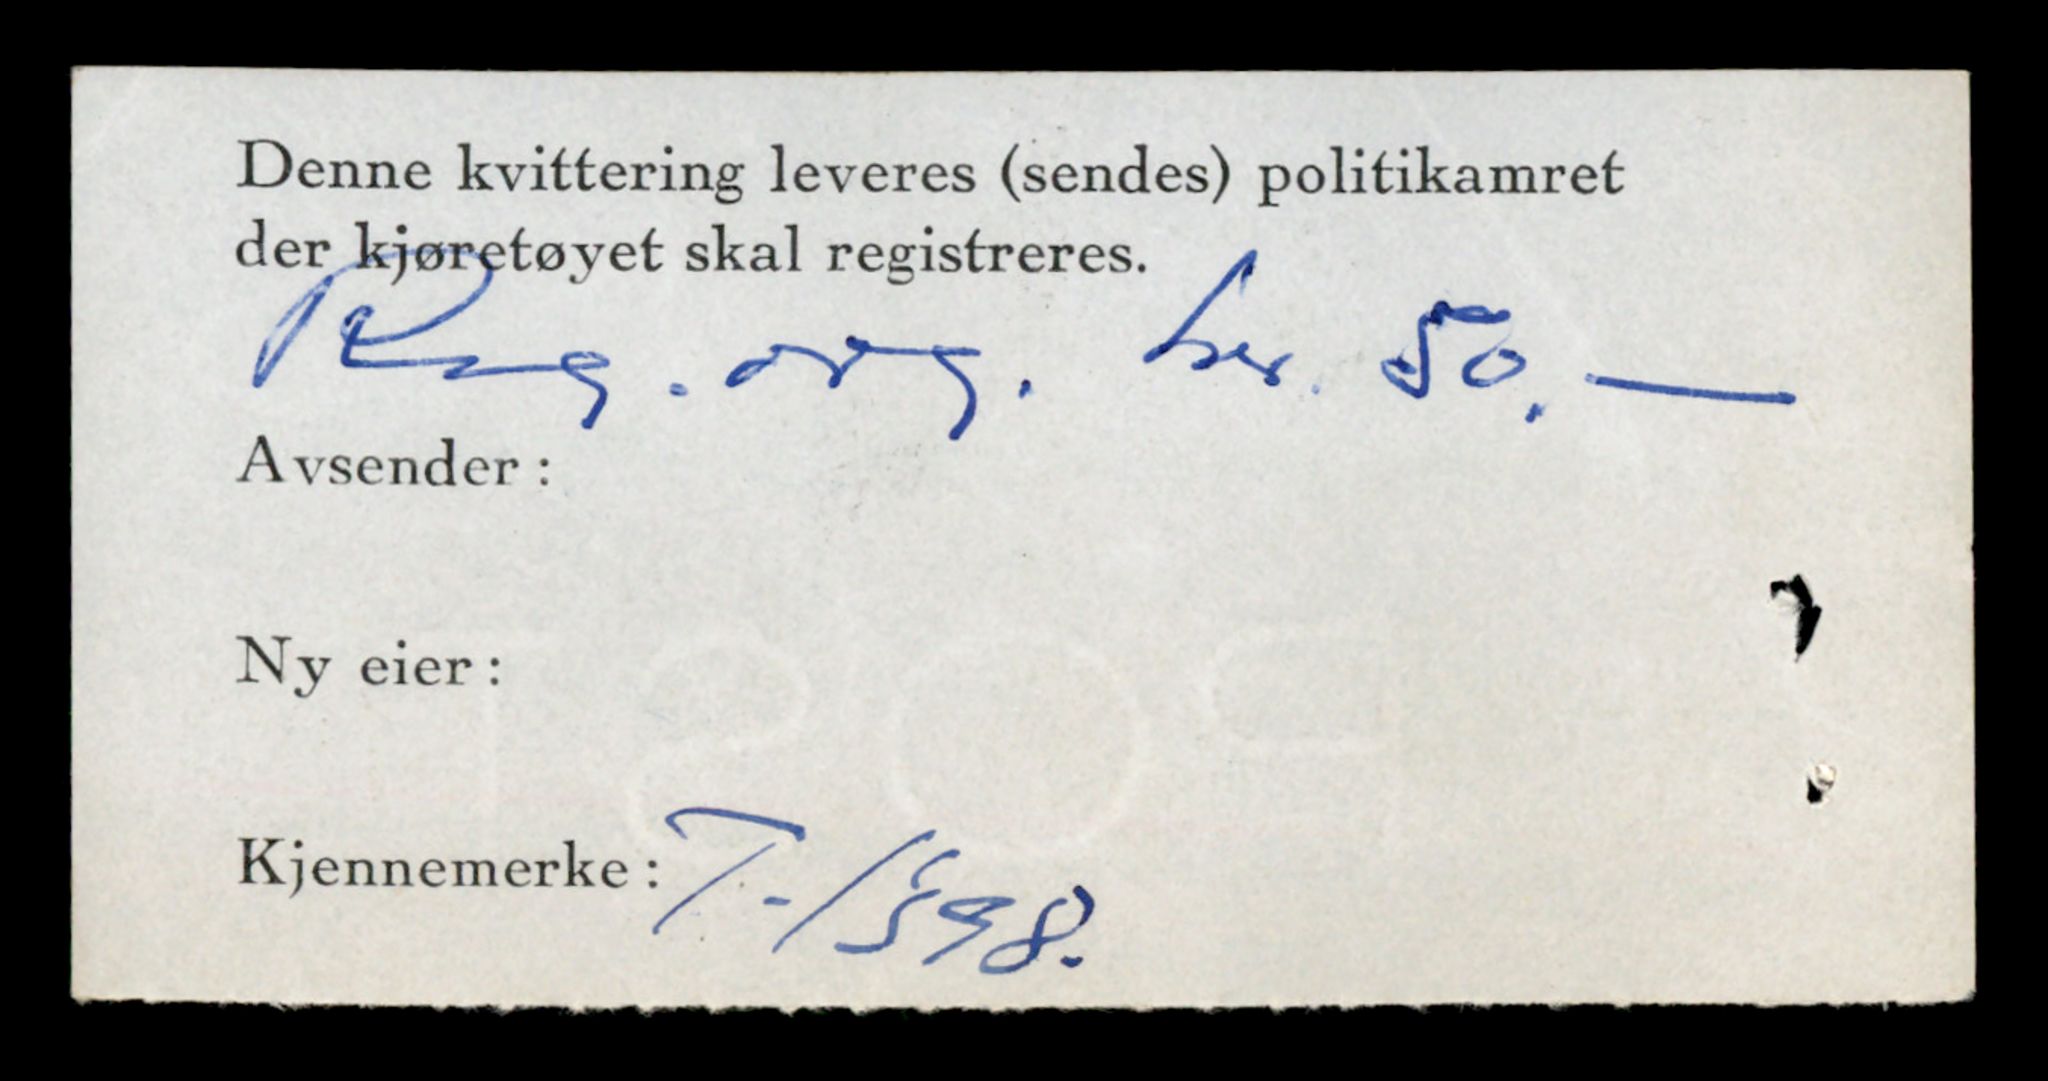 Denne kvittering leveres (sendes) politikamret
der kjøretøyet skal registreres.
Reg. avg. kr. 50.—
Avsender:
Ny eier:
Kjennemerke: T-1598.